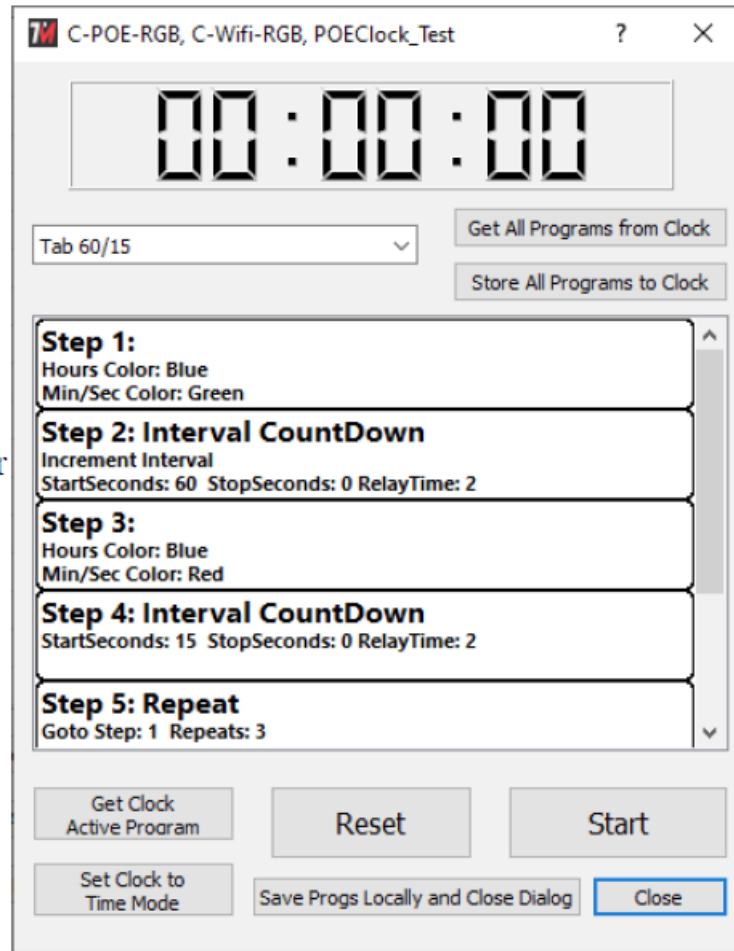 7M C-POE-RGB, C-Wifi-RGB, POEClock_Test ? ×
00:00:00
Tab 60/15
Get All Programs from Clock
Store All Programs to Clock
Step 1:
Hours Color: Blue
Min/Sec Color: Green
Step 2: Interval CountDown
Increment Interval
StartSeconds: 60 StopSeconds: 0 RelayTime: 2
Step 3:
Hours Color: Blue
Min/Sec Color: Red
Step 4: Interval CountDown
StartSeconds: 15 StopSeconds: 0 RelayTime: 2
Step 5: Repeat
Goto Step: 1 Repeats: 3
r
Get Clock
Active Program
Reset
Start
Set Clock to
Time Mode
Save Progs Locally and Close Dialog
Close